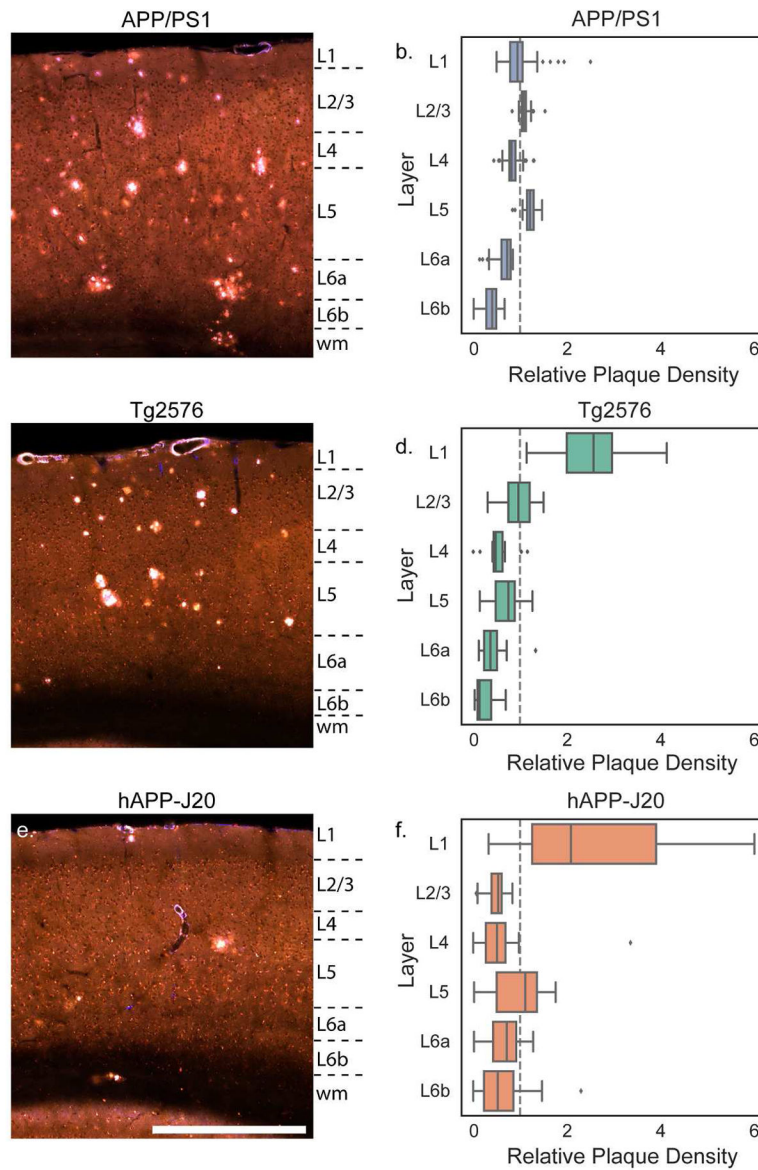 APP/PS1
L1
L2/3
L4
L5
L6a
L6b
wm
APP/PS1
b.
Layer
L1
L2/3
L4
L5
L6a
L6b
0 2 4 6
Relative Plaque Density
Tg2576
L1
L2/3
L4
L5
L6a
L6b
wm
Tg2576
d.
Layer
L1
L2/3
L4
L5
L6a
L6b
0 2 4 6
Relative Plaque Density
hAPP-J20
e.
L1
L2/3
L4
L5
L6a
L6b
wm
hAPP-J20
f.
Layer
L1
L2/3
L4
L5
L6a
L6b
0 2 4 6
Relative Plaque Density